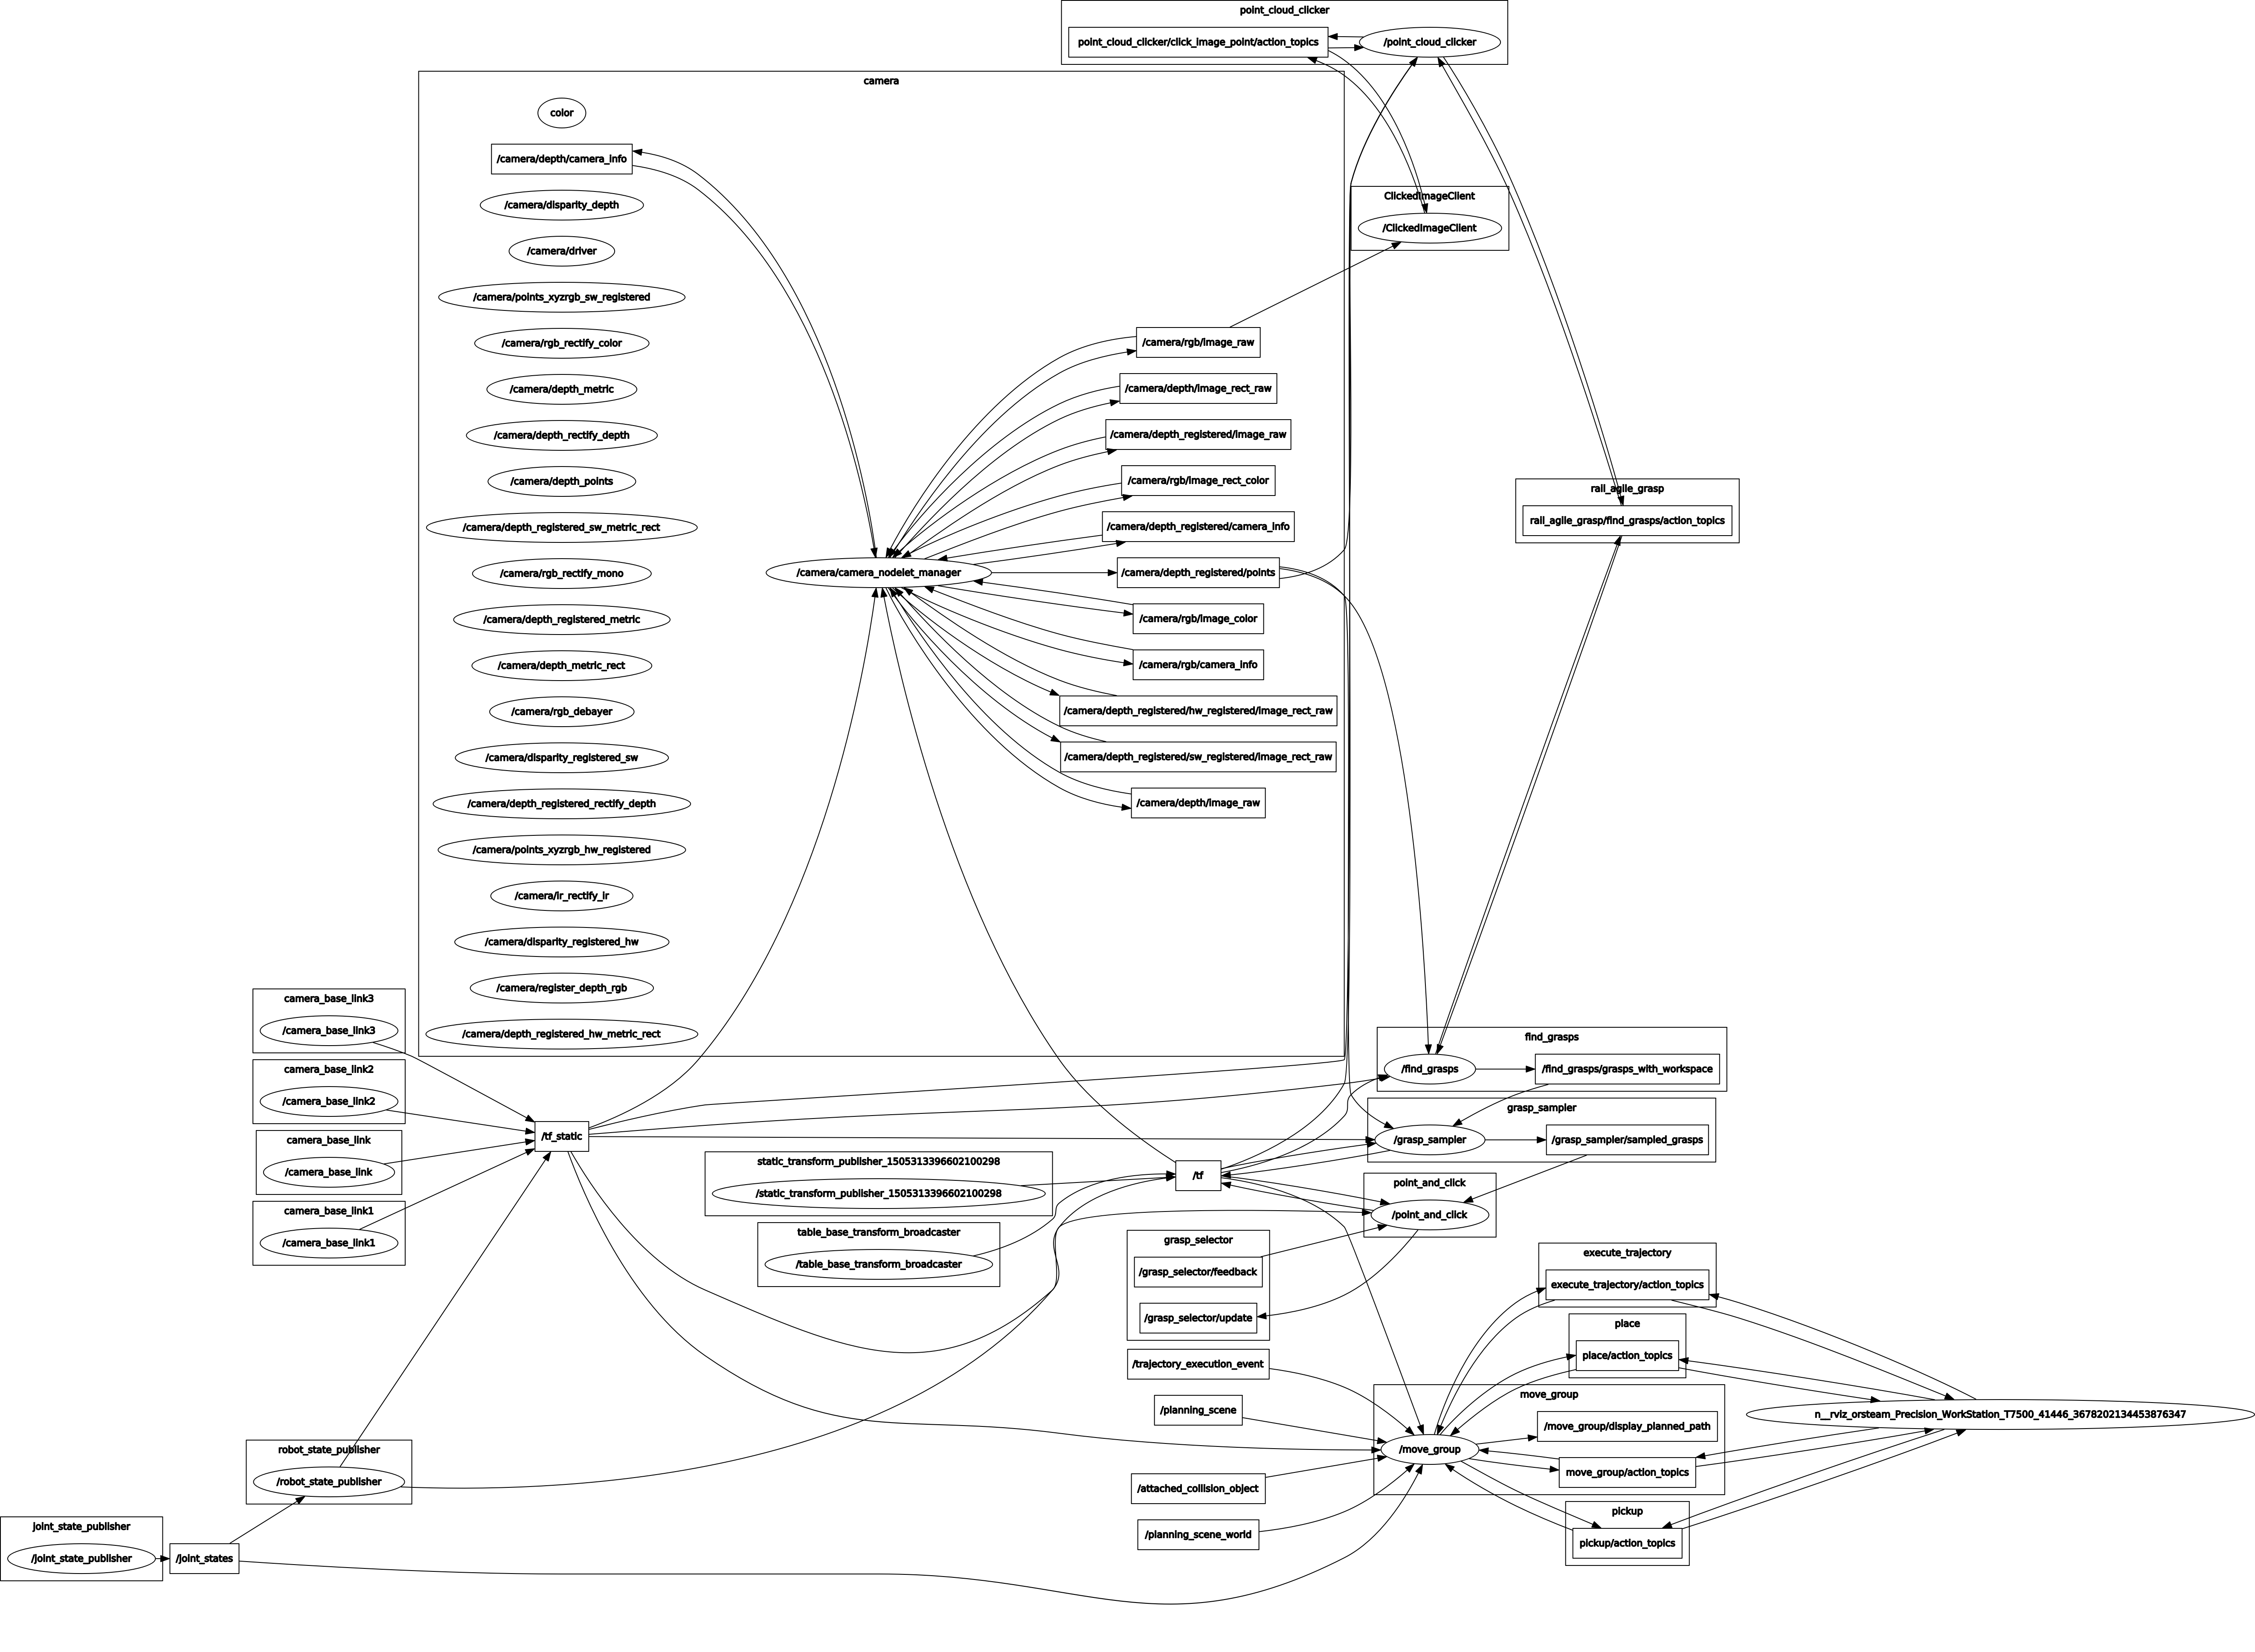 point_cloud_clicker
point_cloud_clicker/click_image_point/action_topics
/point_cloud_clicker
camera
color
/camera/depth/camera_info
/camera/disparity_depth
/camera/driver
/camera/points_xyzrgb_sw_registered
/camera/rgb_rectify_color
/camera/depth_metric
/camera/depth_rectify_depth
/camera/depth_points
/camera/depth_registered_sw_metric_rect
/camera/rgb_rectify_mono
/camera/depth_registered_metric
/camera/depth_metric_rect
/camera/rgb_debayer
/camera/disparity_registered_sw
/camera/depth_registered_rectify_depth
/camera/points_xyzrgb_hw_registered
/camera/ir_rectify_ir
/camera/disparity_registered_hw
/camera/register_depth_rgb
/camera/depth_registered_hw_metric_rect
/camera/camera_nodelet_manager
/camera/rgb/image_raw
/camera/depth/image_rect_raw
/camera/depth_registered/image_raw
/camera/rgb/image_rect_color
/camera/depth_registered/camera_info
/camera/depth_registered/points
/camera/rgb/image_color
/camera/rgb/camera_info
/camera/depth_registered/hw_registered/image_rect_raw
/camera/depth_registered/sw_registered/image_rect_raw
/camera/depth/image_raw
ClickedImageClient
/ClickedImageClient
rail_agile_grasp
rail_agile_grasp/find_grasps/action_topics
camera_base_link3
/camera_base_link3
camera_base_link2
/camera_base_link2
camera_base_link
/camera_base_link
camera_base_link1
/camera_base_link1
/tf_static
static_transform_publisher_1505313396602100298
/static_transform_publisher_1505313396602100298
table_base_transform_broadcaster
/table_base_transform_broadcaster
/tf
find_grasps
/find_grasps
/find_grasps/grasps_with_workspace
grasp_sampler
/grasp_sampler
/grasp_sampler/sampled_grasps
point_and_click
/point_and_click
grasp_selector
/grasp_selector/feedback
/grasp_selector/update
/trajectory_execution_event
/planning_scene
/attached_collision_object
/planning_scene_world
execute_trajectory
execute_trajectory/action_topics
place
place/action_topics
move_group
/move_group/display_planned_path
/move_group
move_group/action_topics
pickup
pickup/action_topics
n__rviz_orsteam_Precision_WorkStation_T7500_41446_3678202134453876347
robot_state_publisher
/robot_state_publisher
joint_state_publisher
/joint_state_publisher
/joint_states